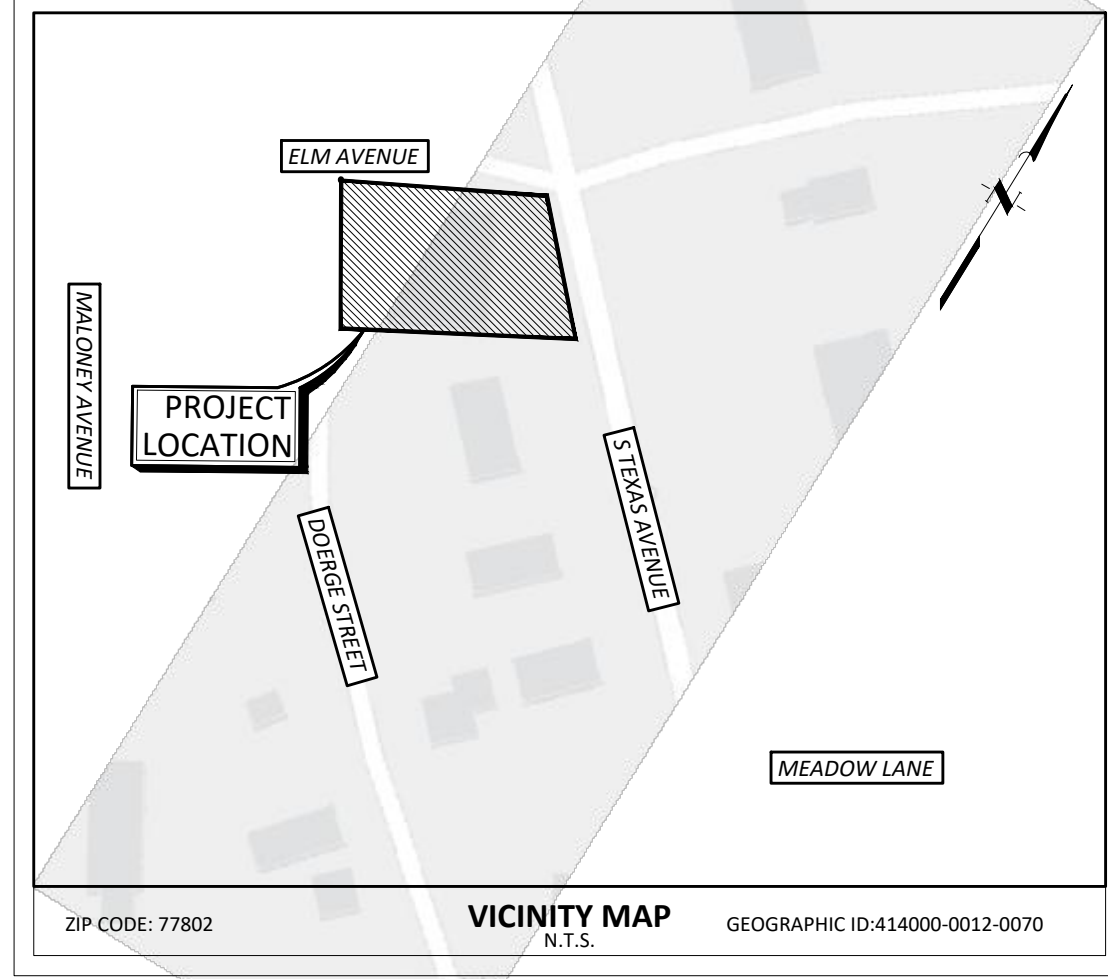 ELM AVENUE
N
MALONEY AVENUE
PROJECT
LOCATION
S TEXAS AVENUE
DOERGE STREET
MEADOW LANE
ZIP CODE: 77802
VICINITY MAP
N.T.S.
GEOGRAPHIC ID:414000-0012-0070